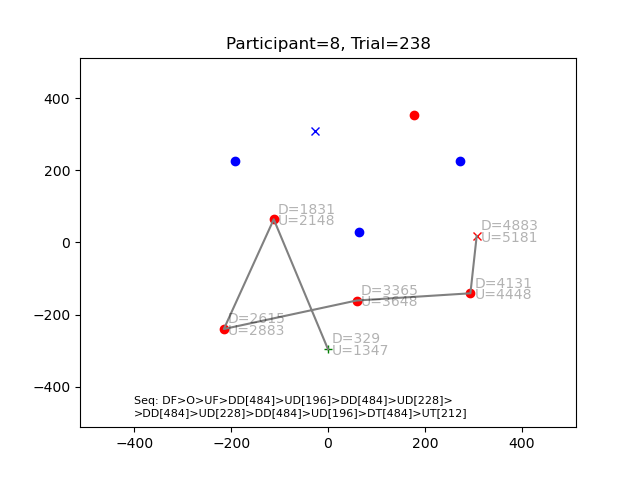 Participant=8, Trial=238
400
200
0
−200
−400
D=1831
U=2148
D=4883
U=5181
D=3365
U=3648
D=4131
U=4448
D=2615
U=2883
D=329
U=1347
Seq: DF>O>UF>DD[484]>UD[196]>DD[484]>UD[228]>
>DD[484]>UD[228]>DD[484]>UD[196]>DT[484]>UT[212]
−400 −200 0 200 400